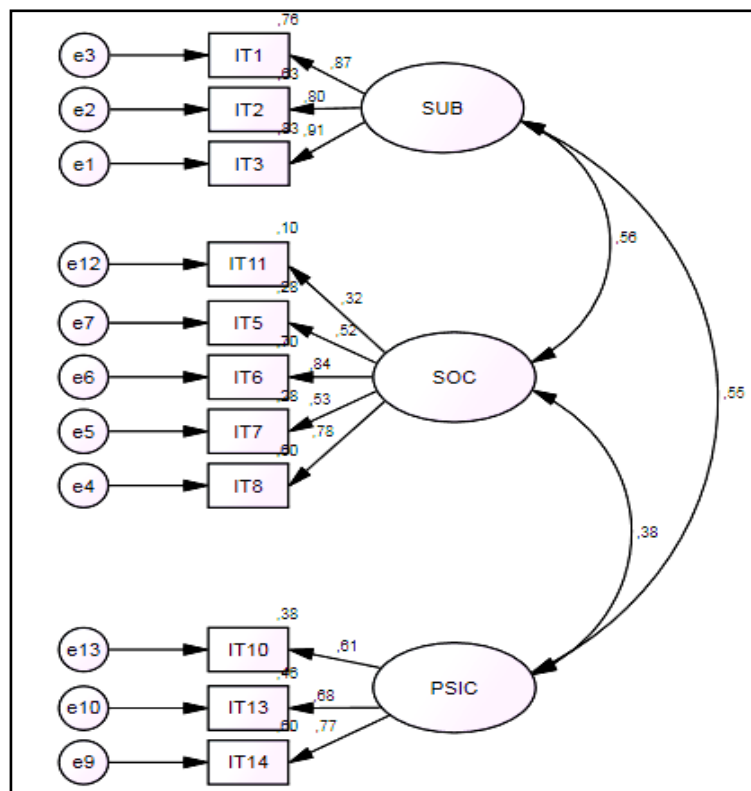 ,76
e3 IT1 ,87
,63
e2 IT2 ,80 SUB
,83 ,91
e1 IT3
,10
e12 IT11 ,56
,28 ,32
e7 IT5 ,52
,70
e6 IT6 ,84 SOC
,28 ,53 ,55
e5 IT7 ,78
,60
e4 IT8
,38
,38
e13 IT10 ,61
,46
e10 IT13 ,68 PSIC
,60 ,77
e9 IT14